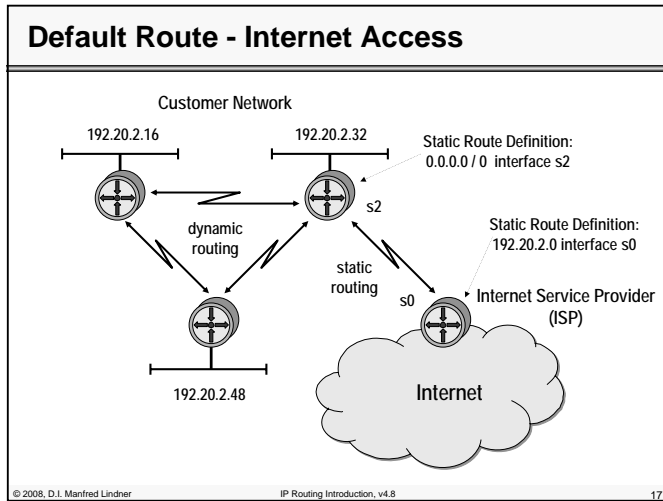 Default Route - Internet Access
Customer Network
192.20.2.16
192.20.2.32
Static Route Definition:
0.0.0.0 / 0 interface s2
s2
dynamic
routing
Static Route Definition:
192.20.2.0 interface s0
static
routing
s0
Internet Service Provider
(ISP)
192.20.2.48
Internet
© 2008, D.I. Manfred Lindner
IP Routing Introduction, v4.8
17